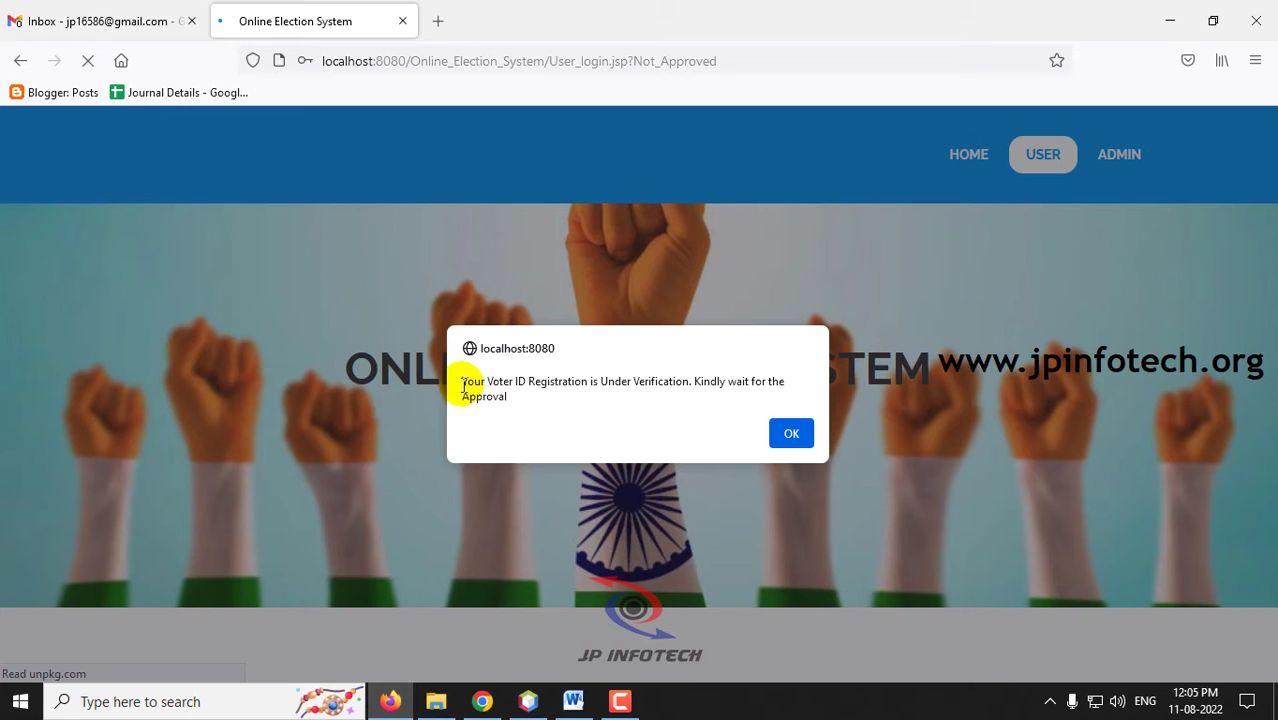 Inbox - jp16586@gmail.com - G
Online Election System
localhost:8080/Online_Election_System/User_login.jsp?Not_Approved
Blogger: Posts
Journal Details - Googl...
HOME
USER
ADMIN
localhost:8080
Your Voter ID Registration is Under Verification. Kindly wait for the
Approval
OK
ONL
STEM
www.jpinfotech.org
JP INFOTECH
Read unpkg.com
Type here to search
ENG
12:05 PM
11-08-2022